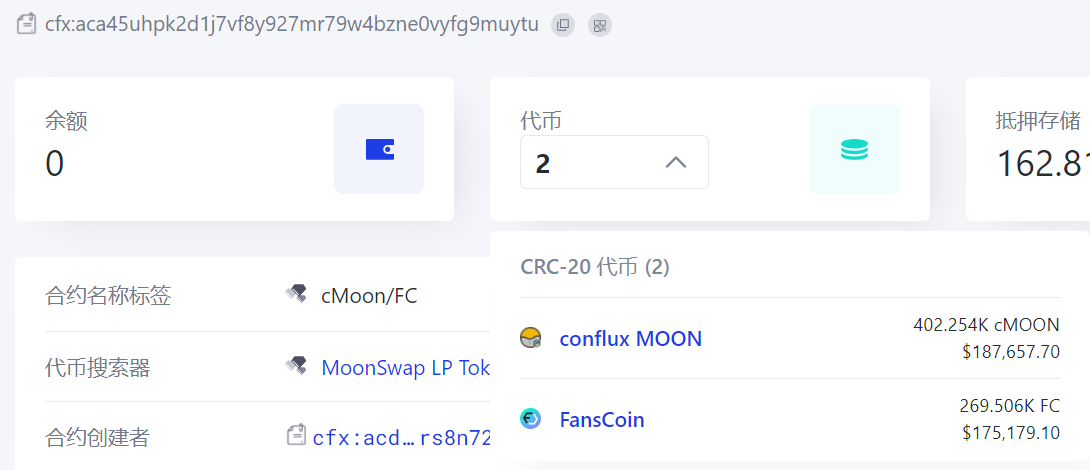 cfx:aca45uhpk2d1j7vf8y927mr79w4bzne0vyfg9muytu
余额
0
代币
2
抵押存储
162.81
CRC-20 代币 (2)
conflux MOON
402.254K cMOON
$187,657.70
FansCoin
269.506K FC
$175,179.10
合约名称标签
cMoon/FC
代币搜索器
MoonSwap LP Tok
合约创建者
cfx:acd...rs8n72